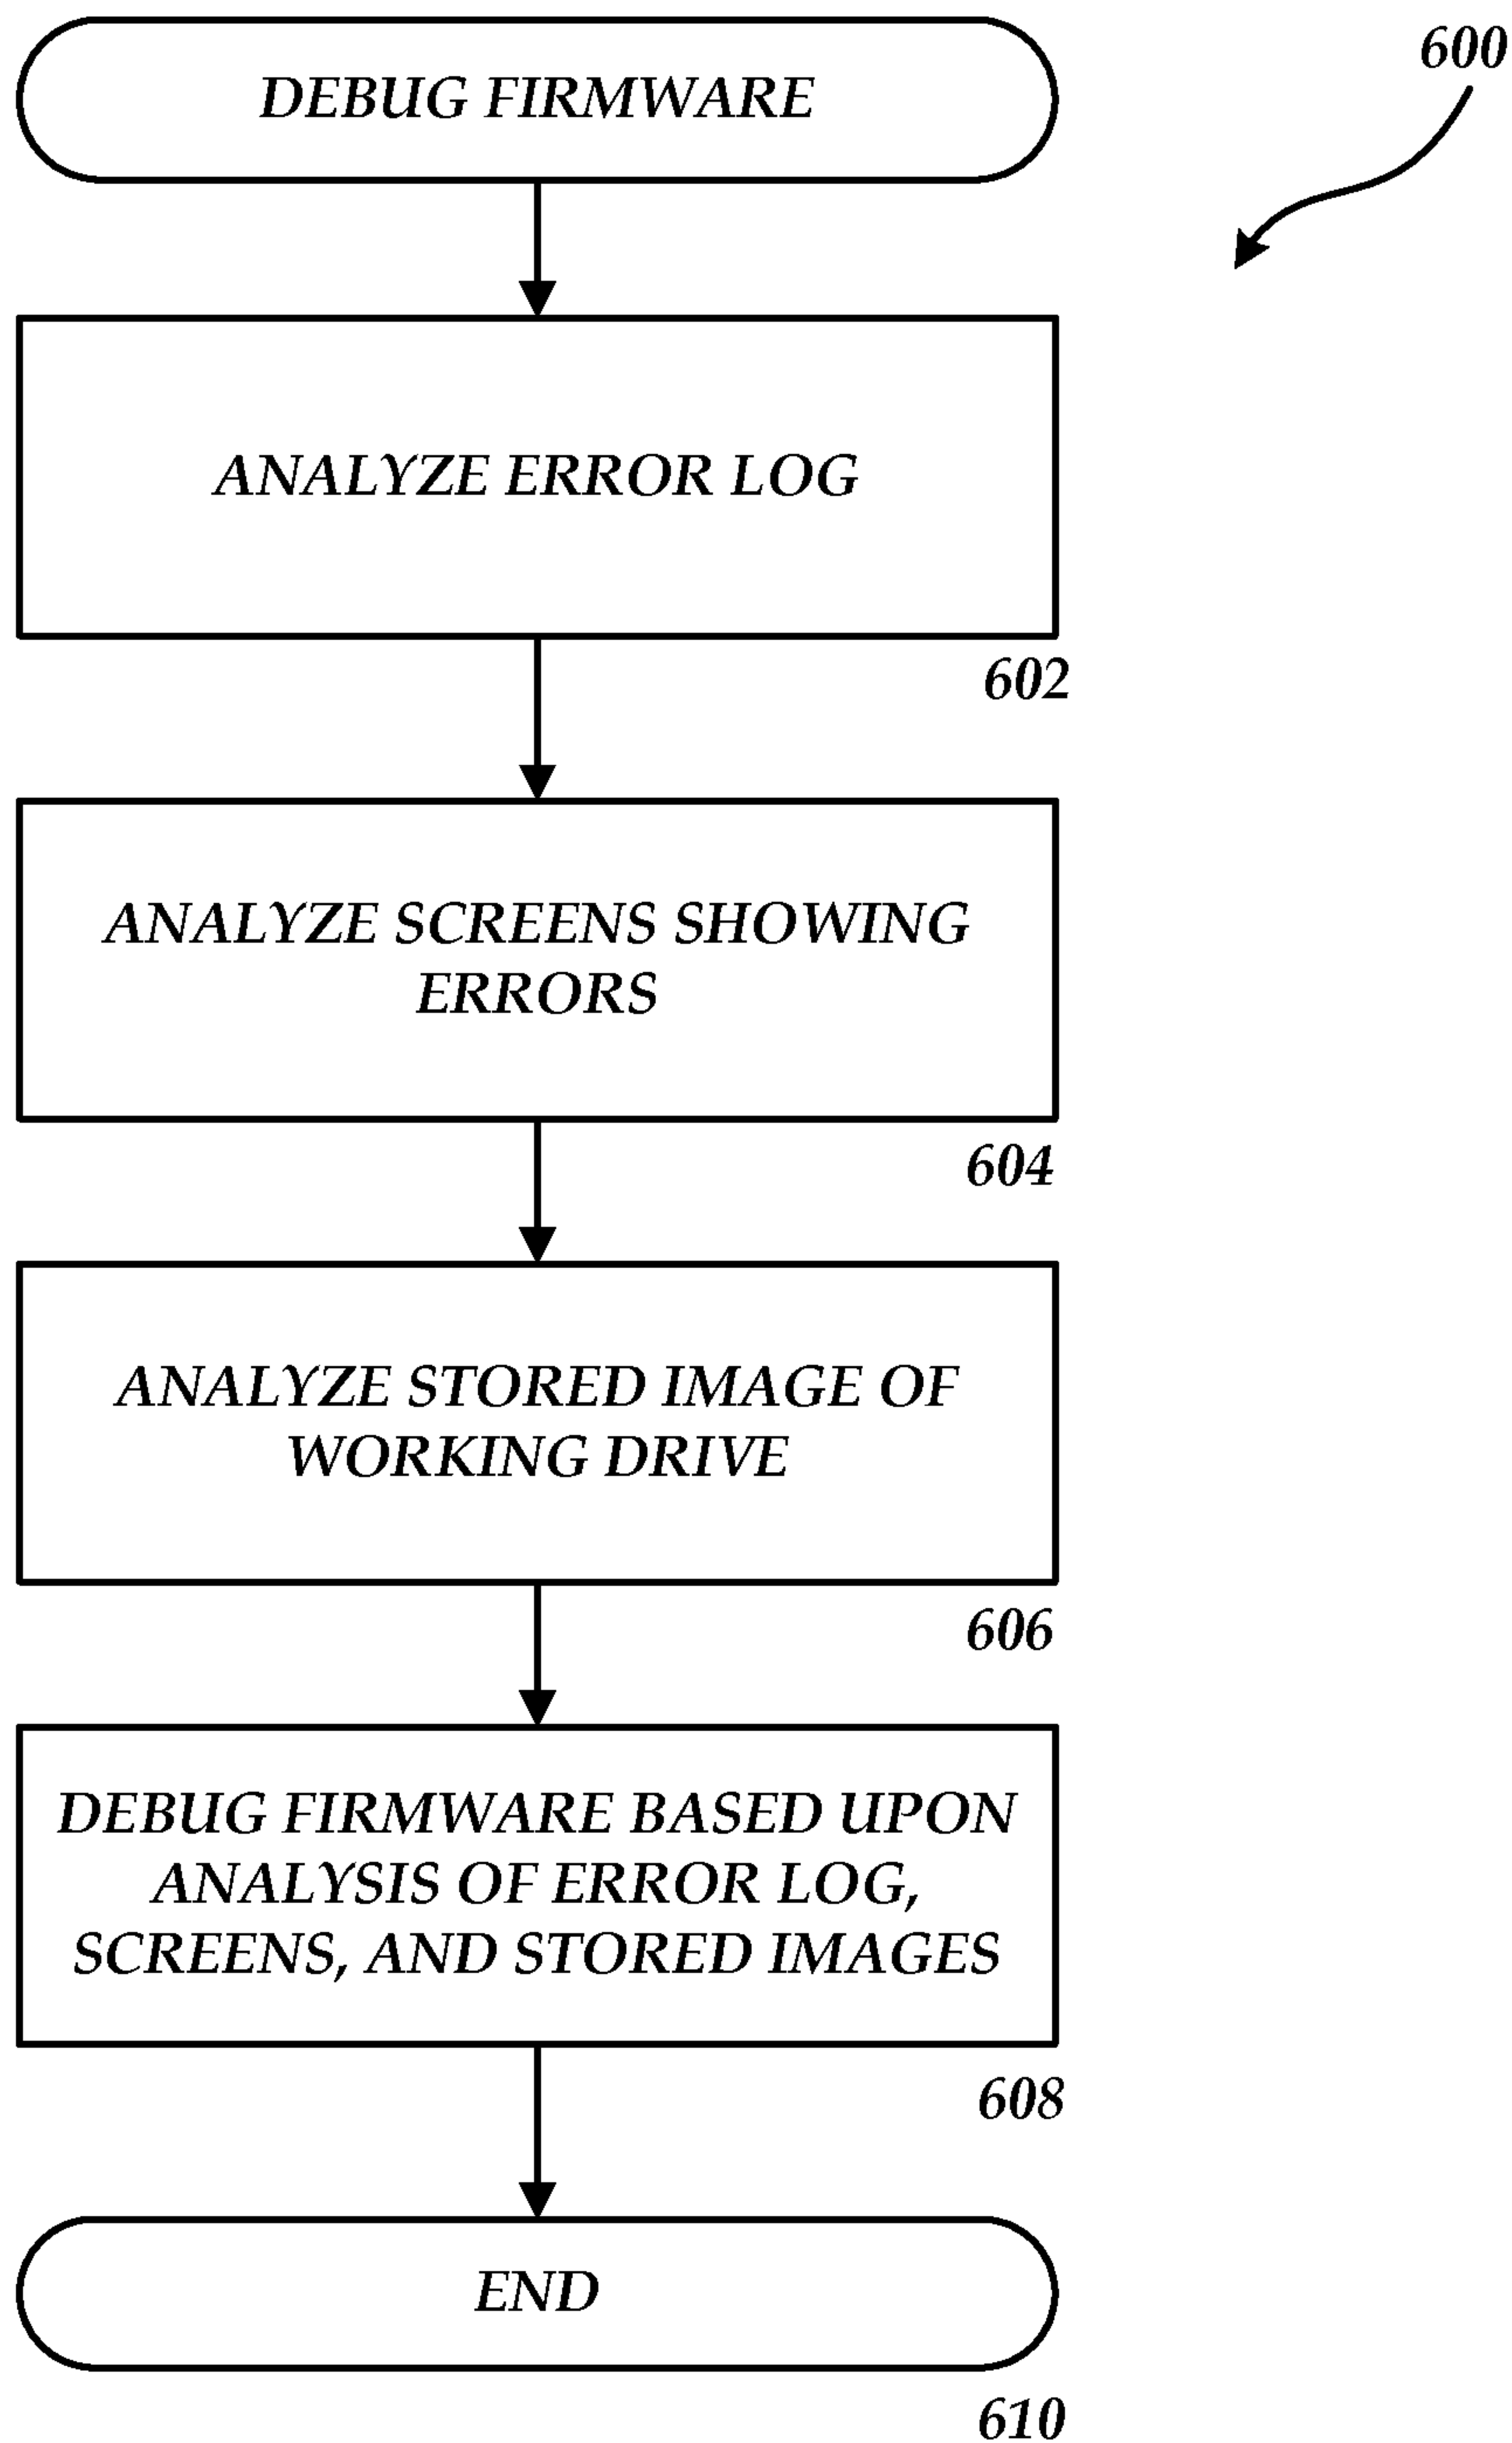 DEBUG FIRMWARE
600
ANALYZE ERROR LOG
602
ANALYZE SCREENS SHOWING
ERRORS
604
ANALYZE STORED IMAGE OF
WORKING DRIVE
606
DEBUG FIRMWARE BASED UPON
ANALYSIS OF ERROR LOG,
SCREENS, AND STORED IMAGES
608
END
610